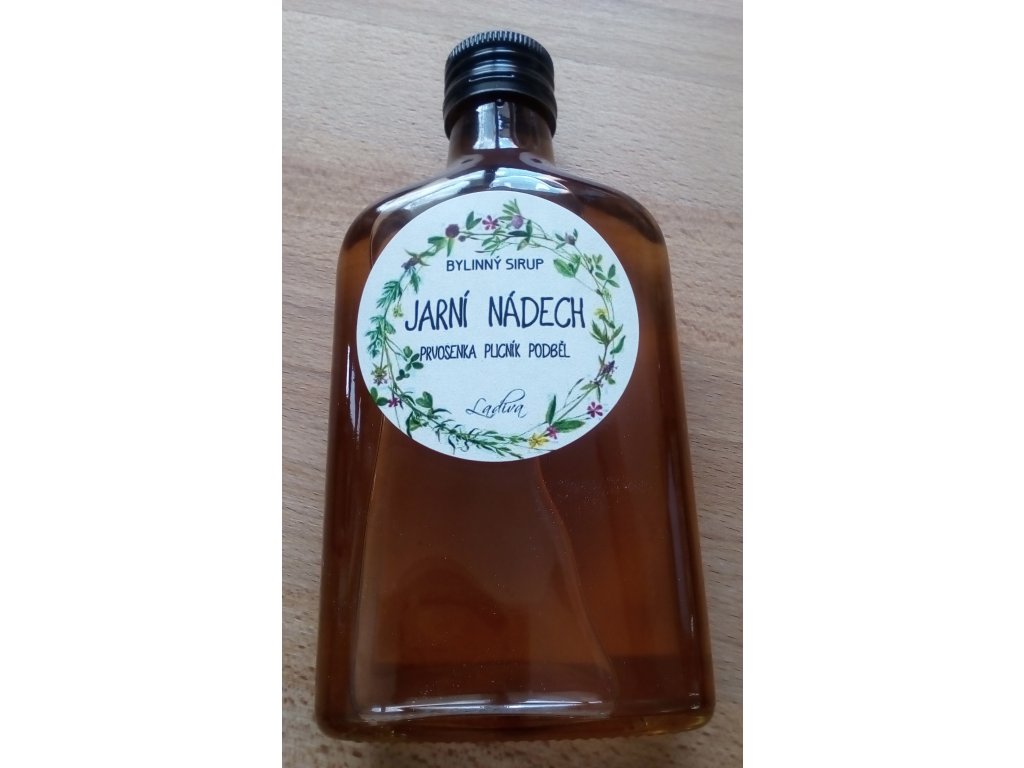 BYLINNÝ SIRUP
JARNÍ NÁDECH
PRVOSENKA PLICNÍK PODBĚL
Ladiva